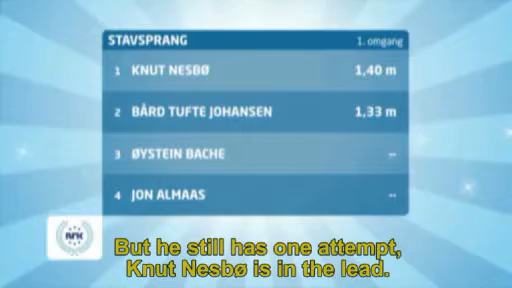 STAVSPRANG 1. omgang
1 KNUT NESBØ 1,40 m
2 BÅRD TUFTE JOHANSEN 1,33 m
3 ØYSTEIN BACHE --
4 JON ALMAAS --
NRK
But he still has one attempt,
Knut Nesbø is in the lead.